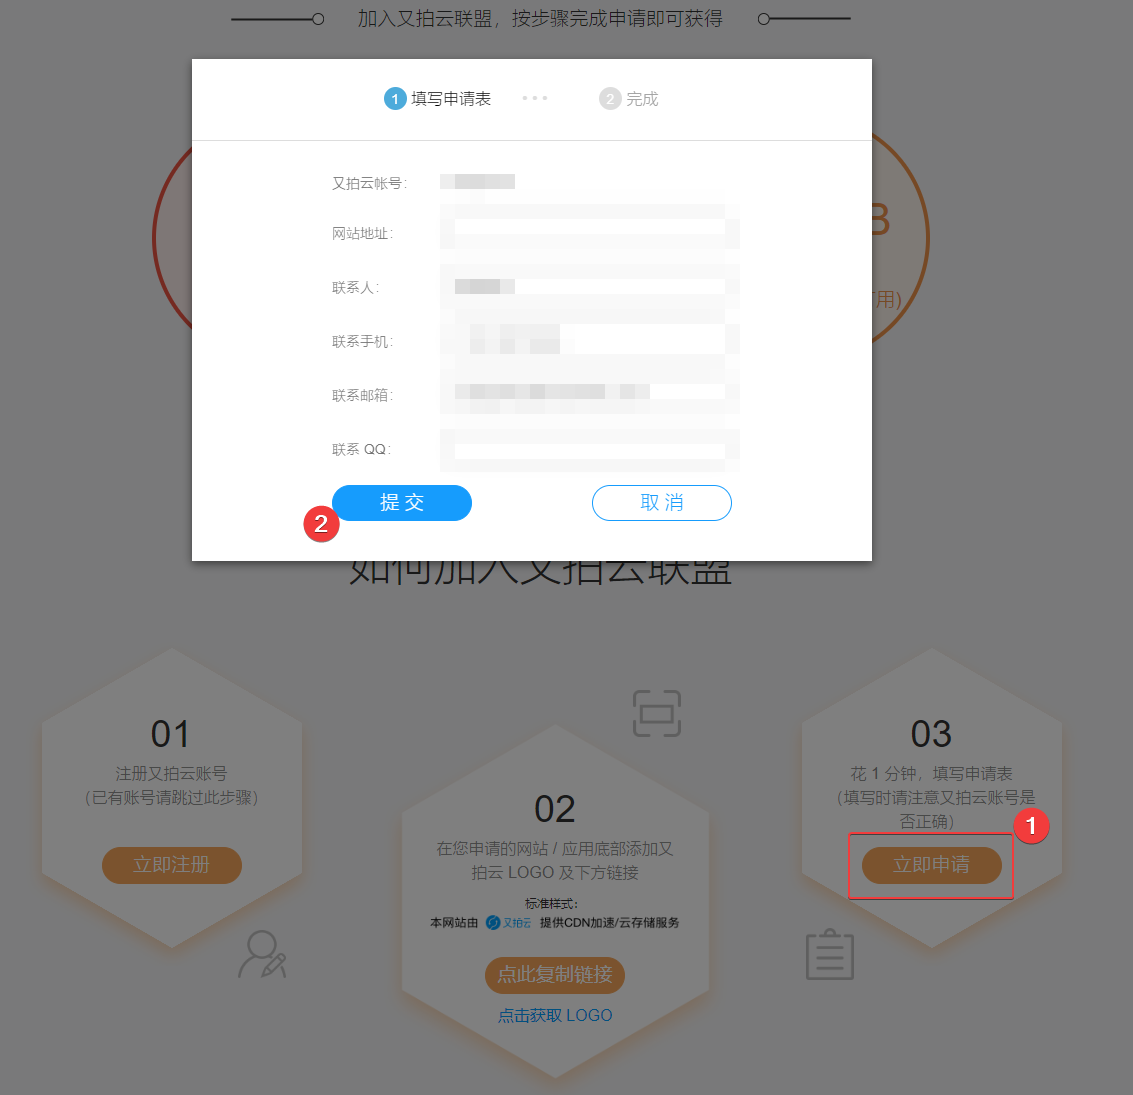 加入又拍云联盟，按步骤完成申请即可获得
1 填写申请表 ··· 2 完成
又拍云帐号：
网站地址：
联系人：
联系手机：
联系邮箱：
联系 QQ：
提 交
取 消
2
B
用)
如何加入又拍云联盟
01
注册又拍云账号
（已有账号请跳过此步骤）
立即注册
02
在您申请的网站 / 应用底部添加又
拍云 LOGO 及下方链接
标准样式：
本网站由 又拍云 提供CDN加速/云存储服务
点此复制链接
点击获取 LOGO
03
花 1 分钟，填写申请表
（填写时请注意又拍云账号是
否正确）
1
立即申请